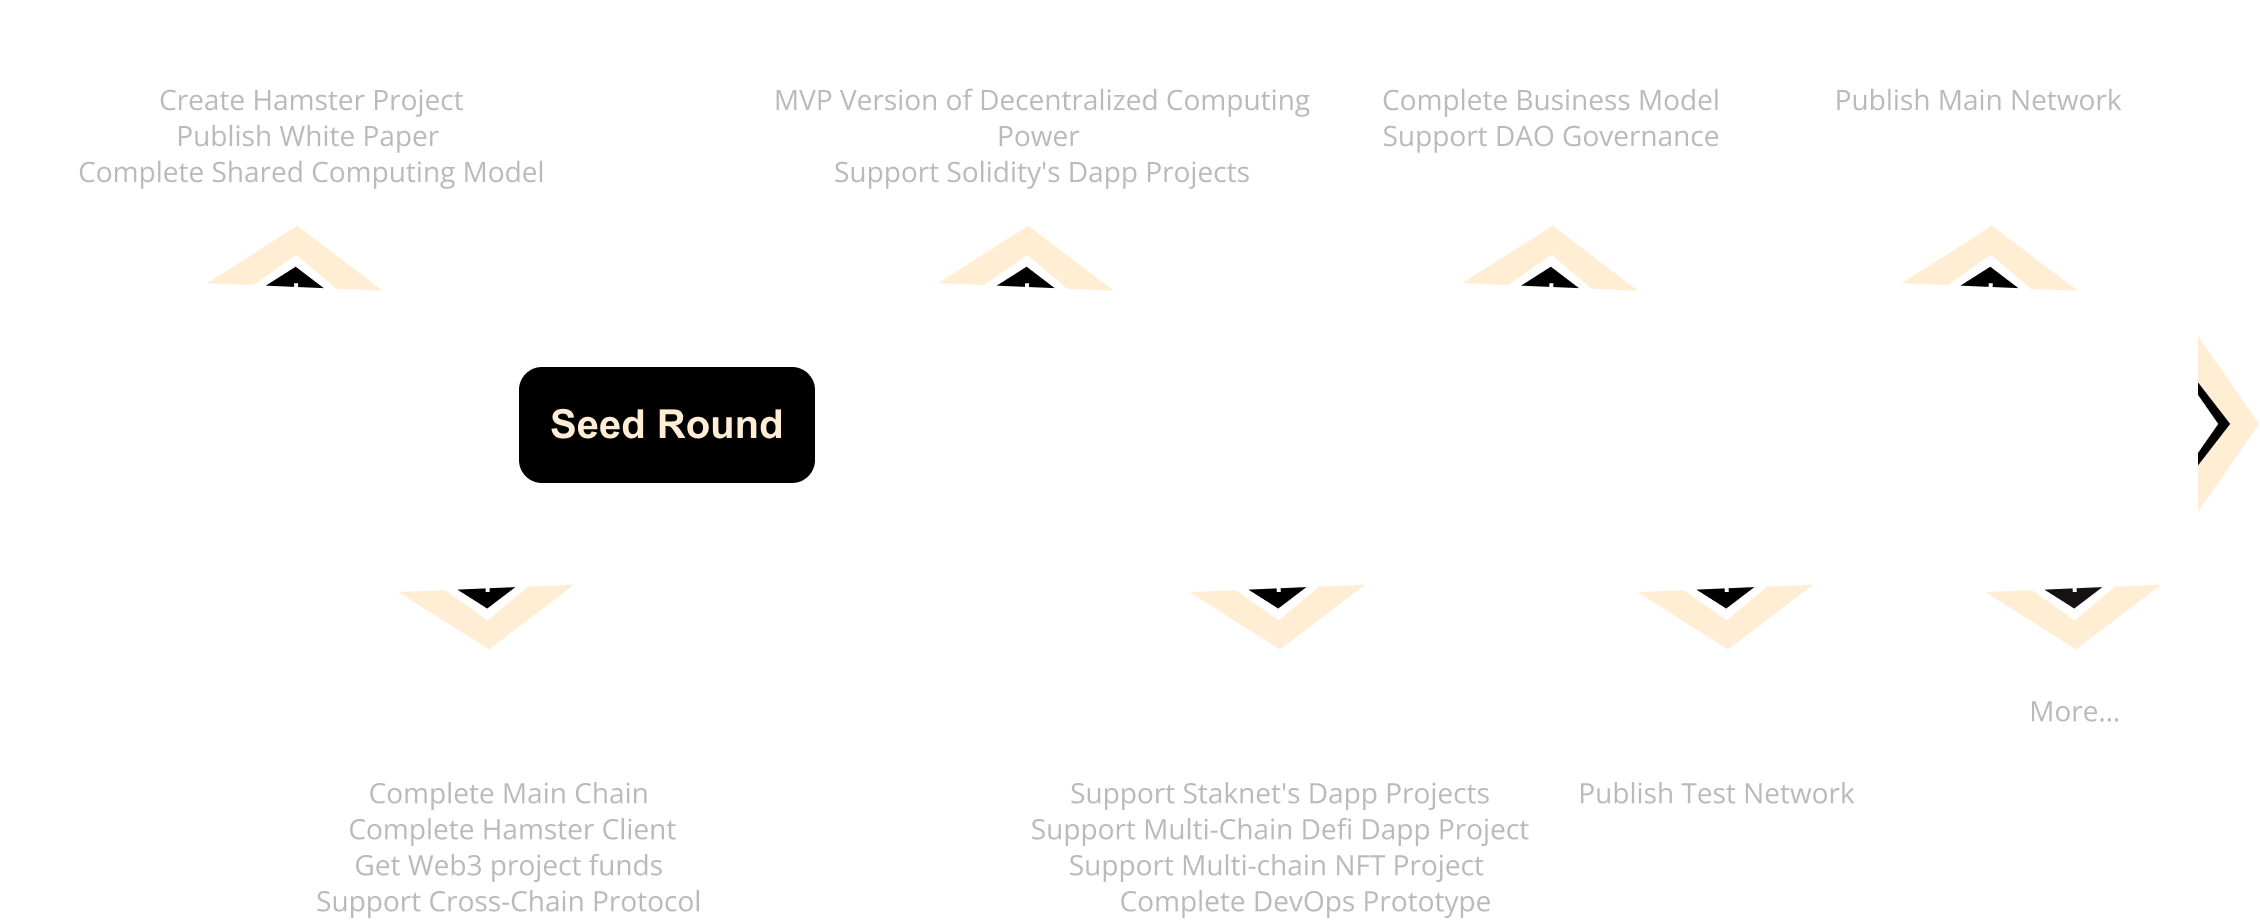 Create Hamster Project
Publish White Paper
Complete Shared Computing Model
MVP Version of Decentralized Computing
Power
Support Solidity's Dapp Projects
Complete Business Model
Support DAO Governance
Publish Main Network
Seed Round
More...
Complete Main Chain
Complete Hamster Client
Get Web3 project funds
Support Cross-Chain Protocol
Support Staknet's Dapp Projects
Support Multi-Chain Defi Dapp Project
Support Multi-chain NFT Project
Complete DevOps Prototype
Publish Test Network